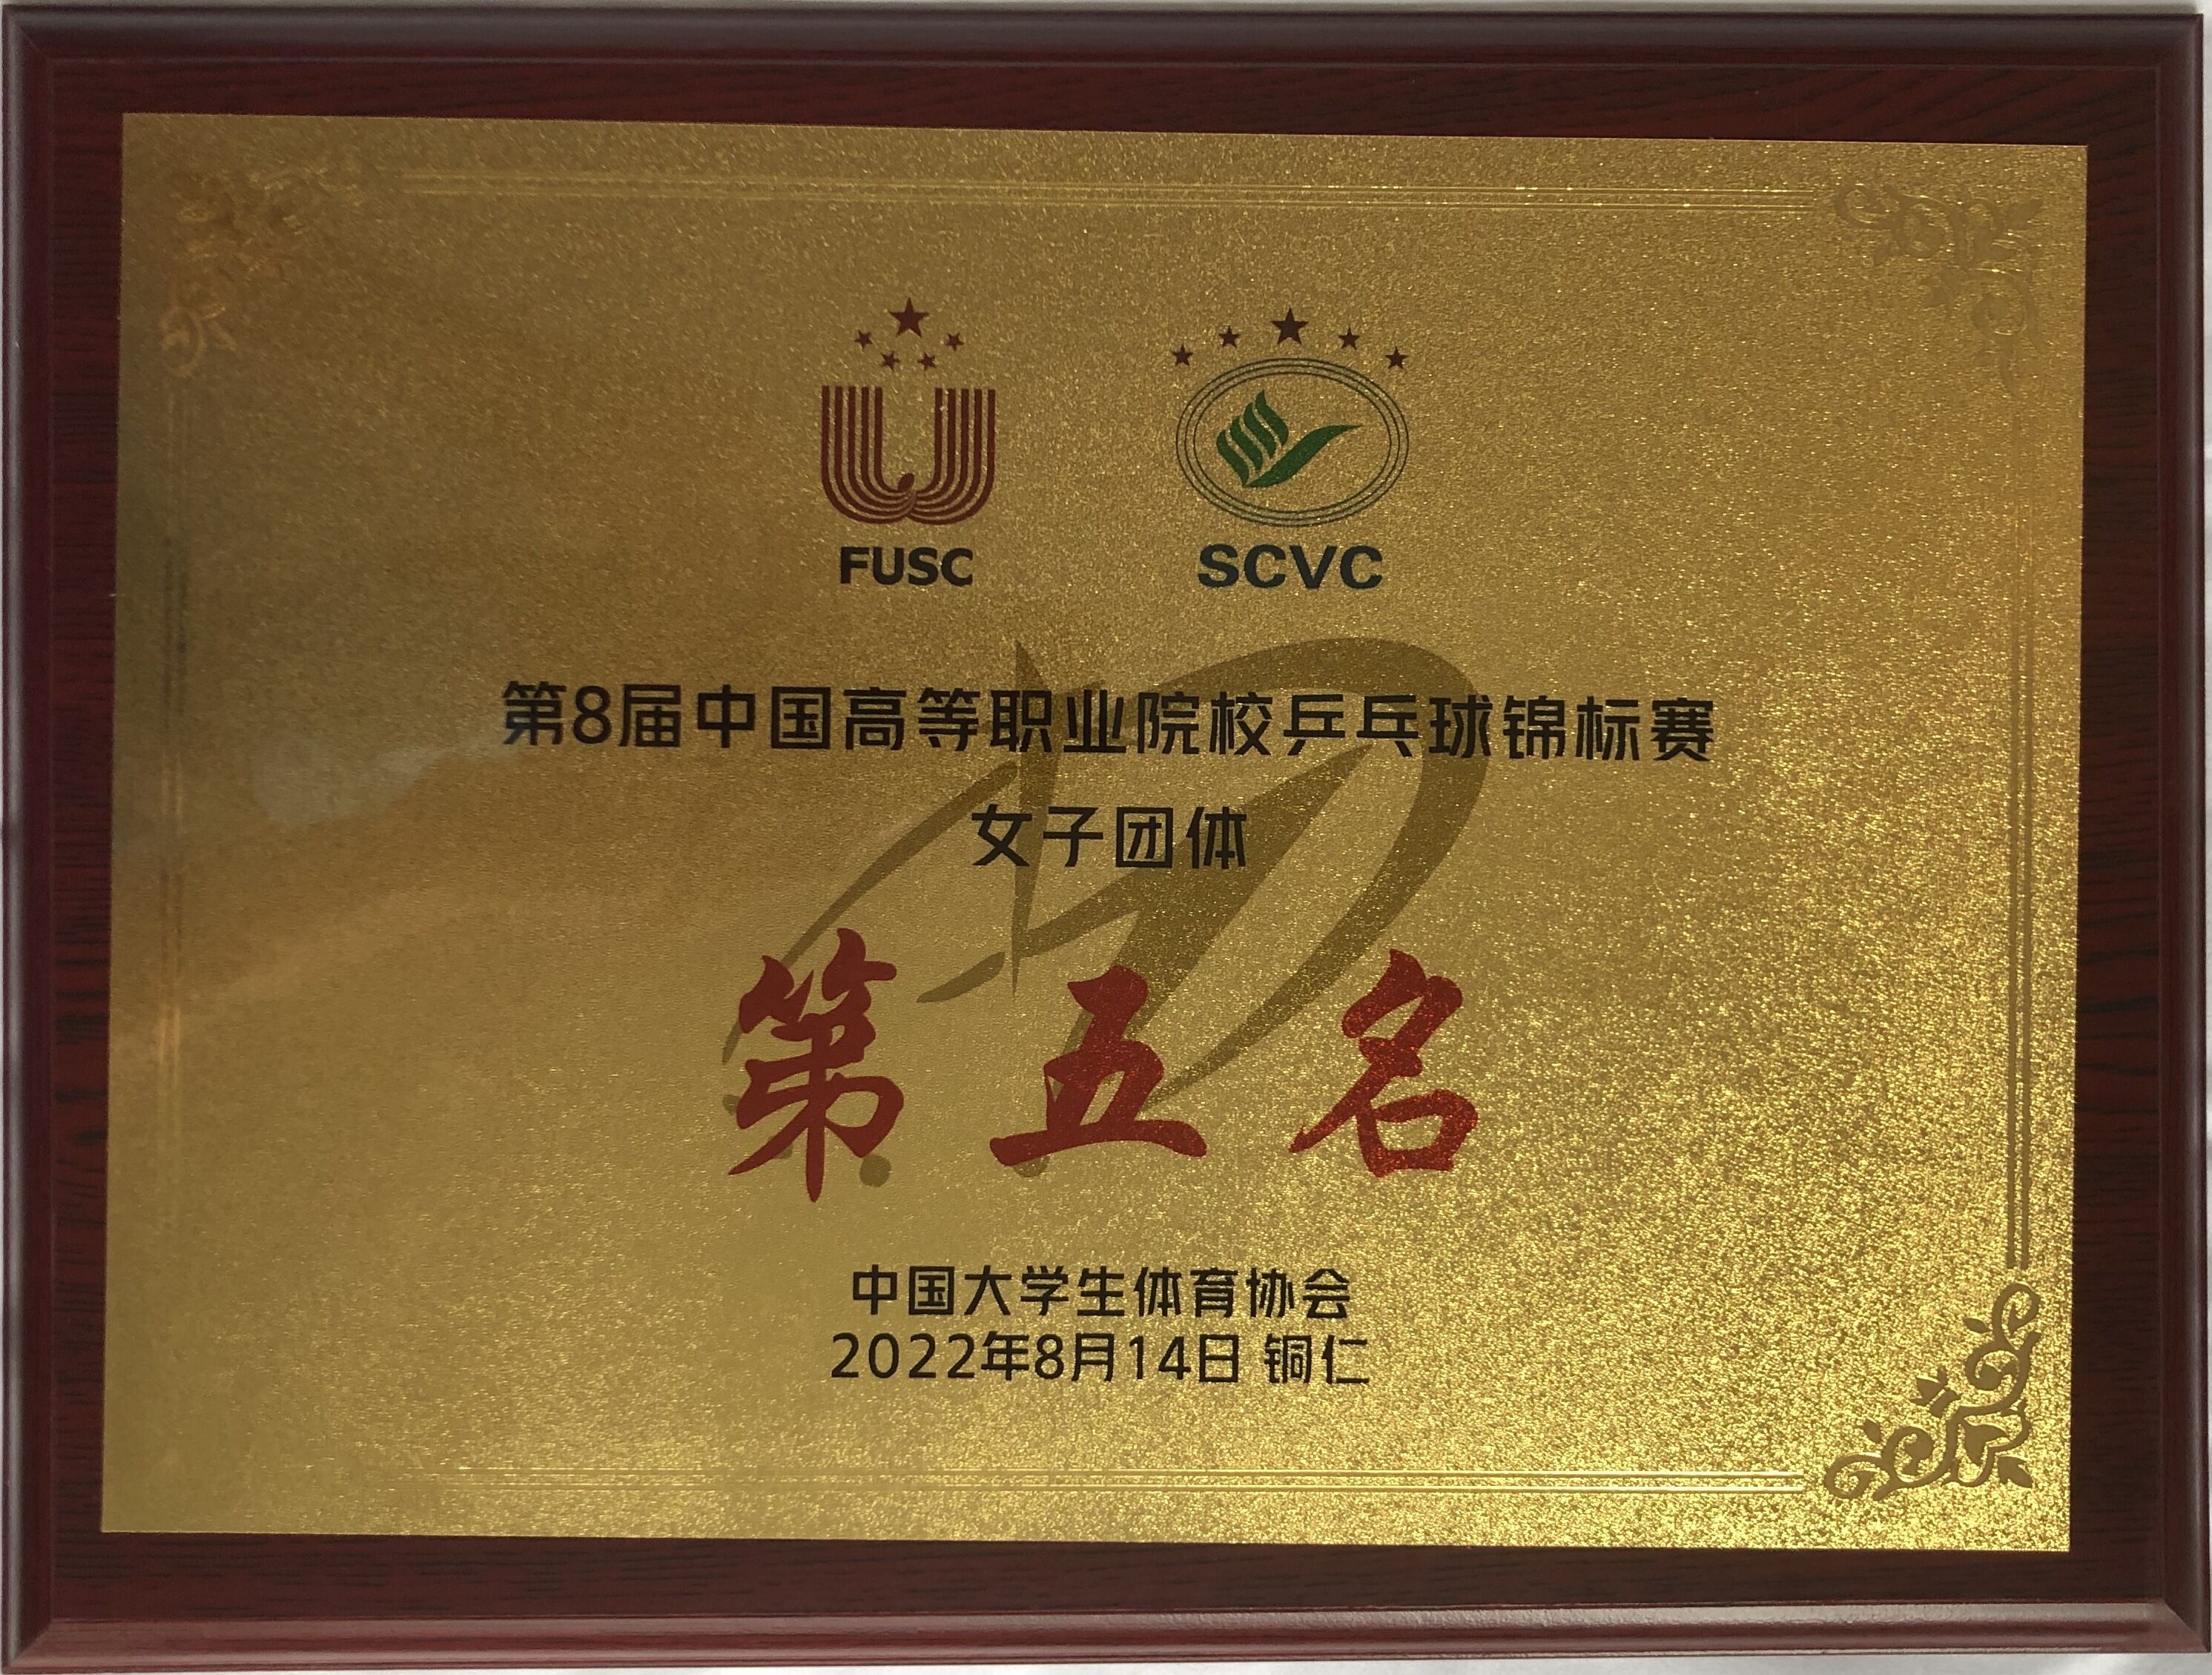 FUSC SCVC
第8届中国高等职业院校乒乓球锦标赛
女子团体
第五名
中国大学生体育协会
2022年8月14日 铜仁